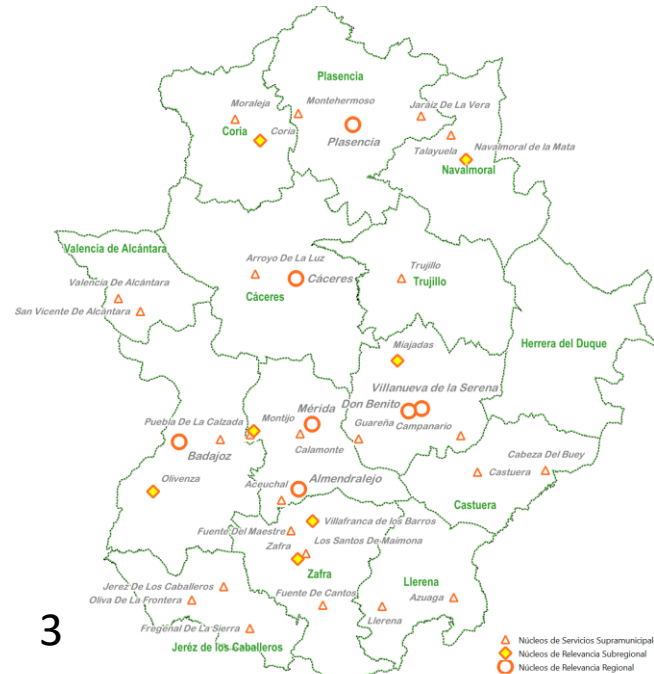 Plasencia
Moraleja
Montehermoso
Jaraíz De La Vera
Coria
Coria
Plasencia
Talayuela
Navalmoral de la Mata
Navalmoral
Valencia de Alcántara
Arroyo De La Luz
Trujillo
Valencia De Alcántara
Cáceres
Cáceres
Trujillo
San Vicente De Alcántara
Herrera del Duque
Miajadas
Villanueva de la Serena
Mérida
Don Benito
Puebla De La Calzada
Montijo
Guareña
Campanario
Badajoz
Calamonte
Cabeza Del Buey
Castuera
Olivenza
Aceuchal
Almendralejo
Castuera
Villafranca de los Barros
Fuente Del Maestre
Zafra
Los Santos De Maimona
Zafra
Llerena
Jerez De Los Caballeros
Fuente De Cantos
Azuaga
Oliva De La Frontera
Llerena
Fregenal De La Sierra
3
Jeréz de los Caballeros
Núcleos de Servicios Supramunicipal
Núcleos de Relevancia Subregional
Núcleos de Relevancia Regional